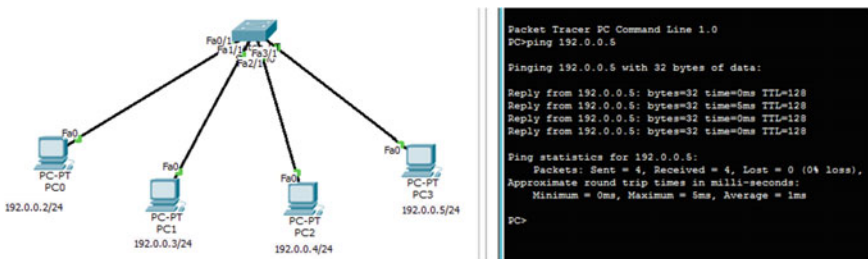 Fa0/1
Fa1/1
Fa3/1
Fa2/1
Fa0
PC-PT
PC0
192.0.0.2/24
Fa0
PC-PT
PC1
192.0.0.3/24
Fa0
PC-PT
PC2
192.0.0.4/24
Fa0
PC-PT
PC3
192.0.0.5/24
Packet Tracer PC Command Line 1.0
PC>ping 192.0.0.5
Pinging 192.0.0.5 with 32 bytes of data:
Reply from 192.0.0.5: bytes=32 time=0ms TTL=128
Reply from 192.0.0.5: bytes=32 time=5ms TTL=128
Reply from 192.0.0.5: bytes=32 time=0ms TTL=128
Reply from 192.0.0.5: bytes=32 time=0ms TTL=128
Ping statistics for 192.0.0.5:
Packets: Sent = 4, Received = 4, Lost = 0 (0% loss),
Approximate round trip times in milli-seconds:
Minimum = 0ms, Maximum = 5ms, Average = 1ms
PC>